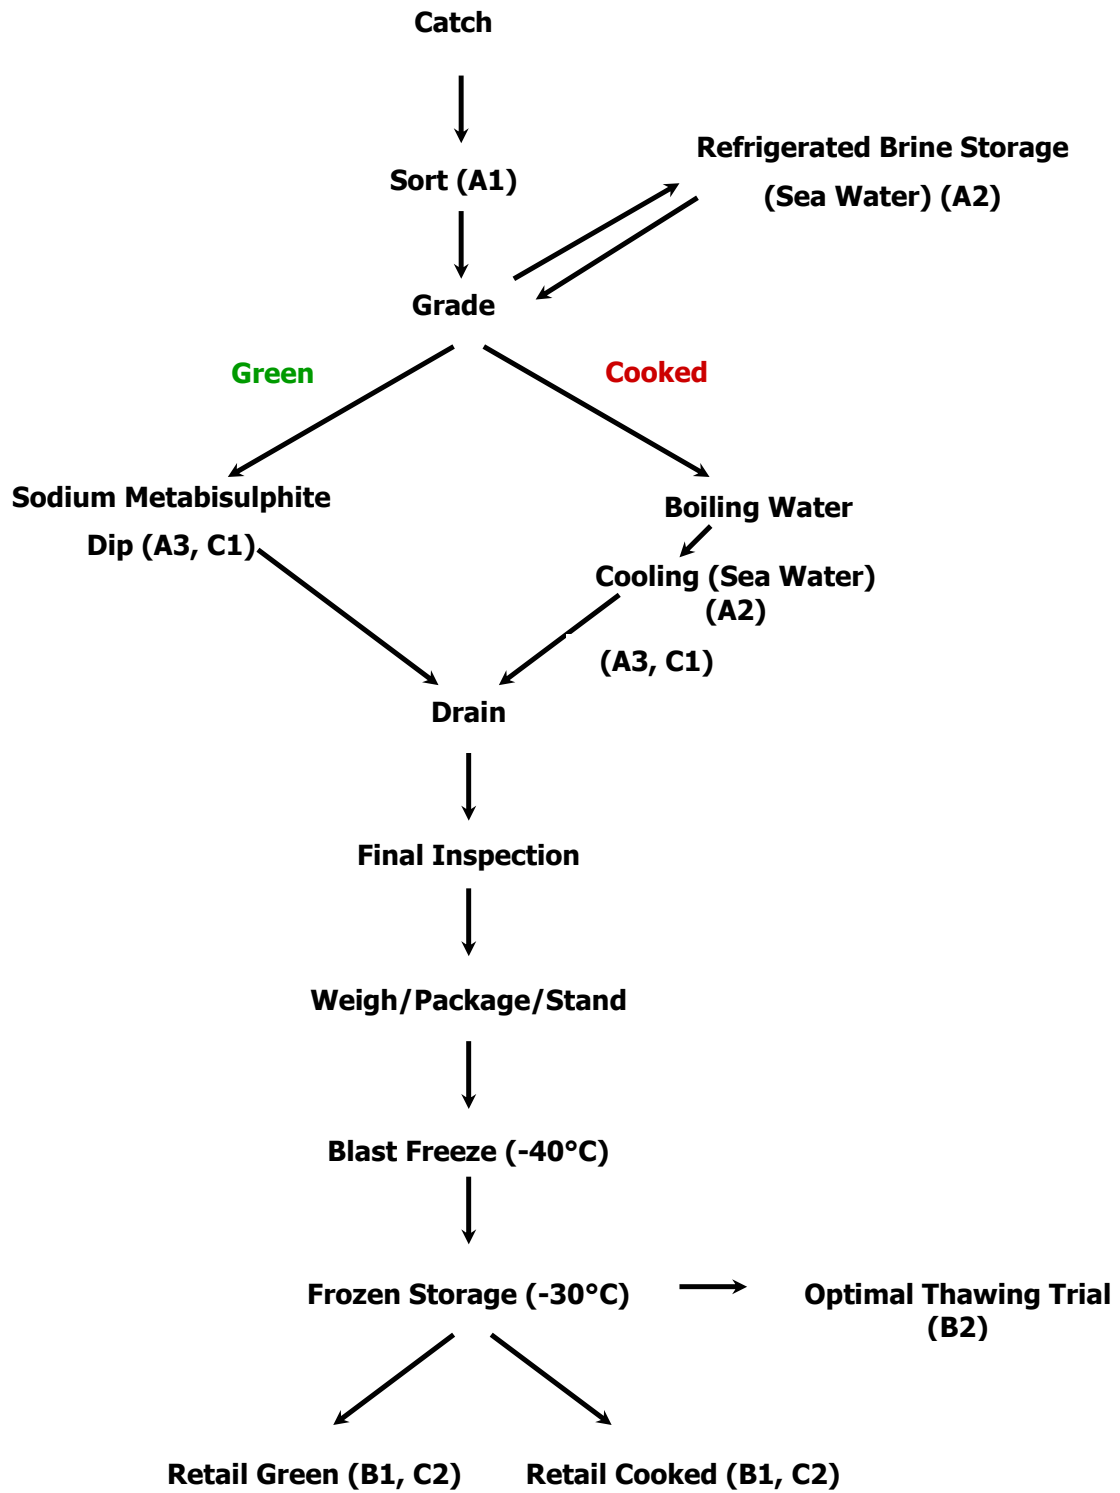 Catch
Refrigerated Brine Storage
(Sea Water) (A2)
Sort (A1)
Grade
Green
Cooked
Sodium Metabisulphite
Dip (A3, C1)
Boiling Water
Cooling (Sea Water)
(A2)
(A3, C1)
Drain
Final Inspection
Weigh/Package/Stand
Blast Freeze (-40°C)
Frozen Storage (-30°C)
Optimal Thawing Trial
(B2)
Retail Green (B1, C2)
Retail Cooked (B1, C2)